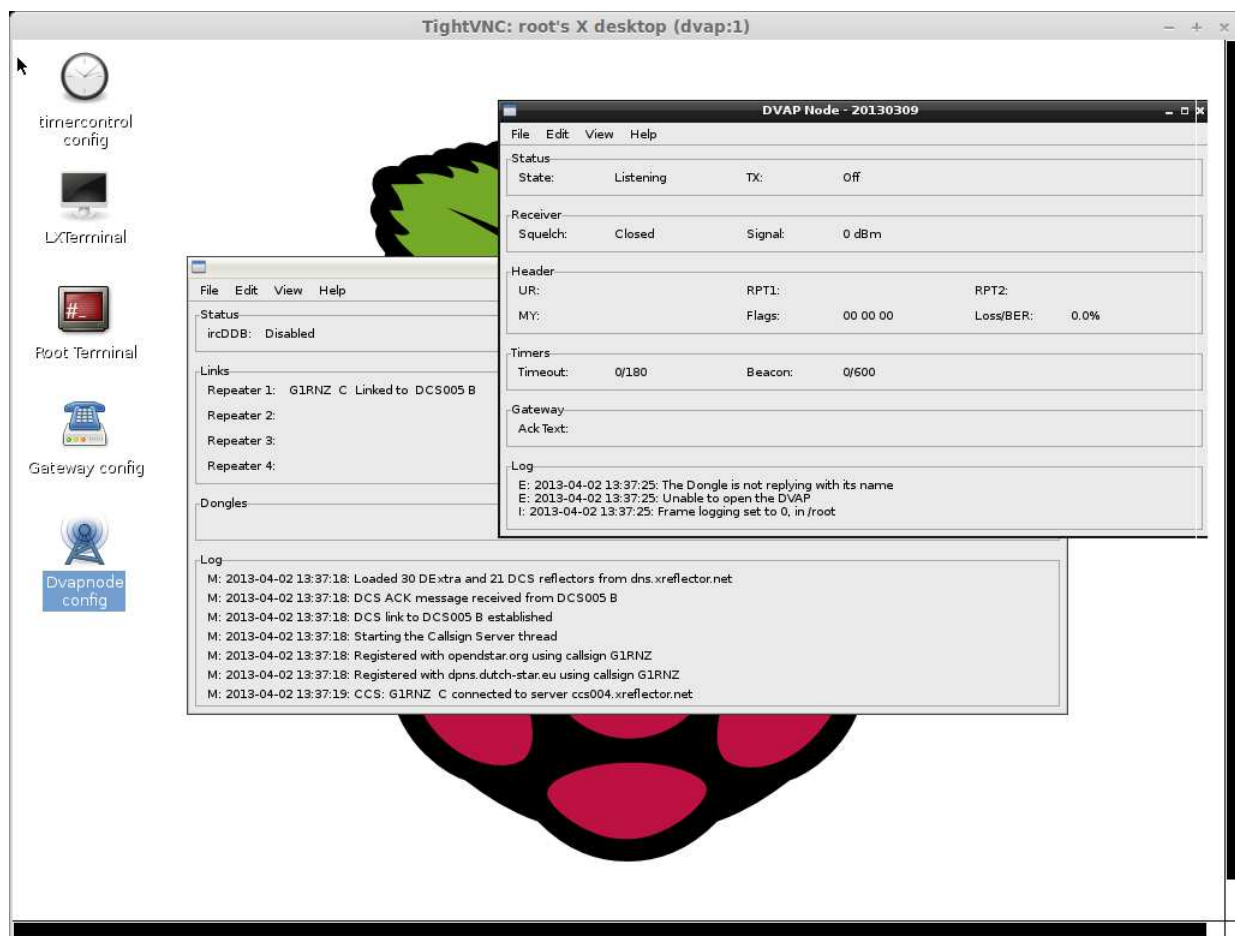 TightVNC: root's X desktop (dvap:1)
timercontrol
config
LXTerminal
#_
Root Terminal
Gateway config
Dvapnode
config
DVAP Node - 20130309
File Edit View Help
Status
State: Listening TX: Off
Receiver
Squelch: Closed Signal: 0 dBm
Header
UR: RPT1: RPT2:
MY: Flags: 00 00 00 Loss/BER: 0.0%
Timers
Timeout: 0/180 Beacon: 0/600
Gateway
Ack Text:
Log
E: 2013-04-02 13:37:25: The Dongle is not replying with its name
E: 2013-04-02 13:37:25: Unable to open the DVAP
I: 2013-04-02 13:37:25: Frame logging set to 0, in /root
File Edit View Help
Status
ircDDB: Disabled
Links
Repeater 1: G1RNZ C Linked to DCS005 B
Repeater 2:
Repeater 3:
Repeater 4:
Dongles
Log
M: 2013-04-02 13:37:18: Loaded 30 DExtra and 21 DCS reflectors from dns.xreflector.net
M: 2013-04-02 13:37:18: DCS ACK message received from DCS005 B
M: 2013-04-02 13:37:18: DCS link to DCS005 B established
M: 2013-04-02 13:37:18: Starting the Callsign Server thread
M: 2013-04-02 13:37:18: Registered with opendstar.org using callsign G1RNZ
M: 2013-04-02 13:37:18: Registered with dpns.dutch-star.eu using callsign G1RNZ
M: 2013-04-02 13:37:19: CCS: G1RNZ C connected to server ccs004.xreflector.net